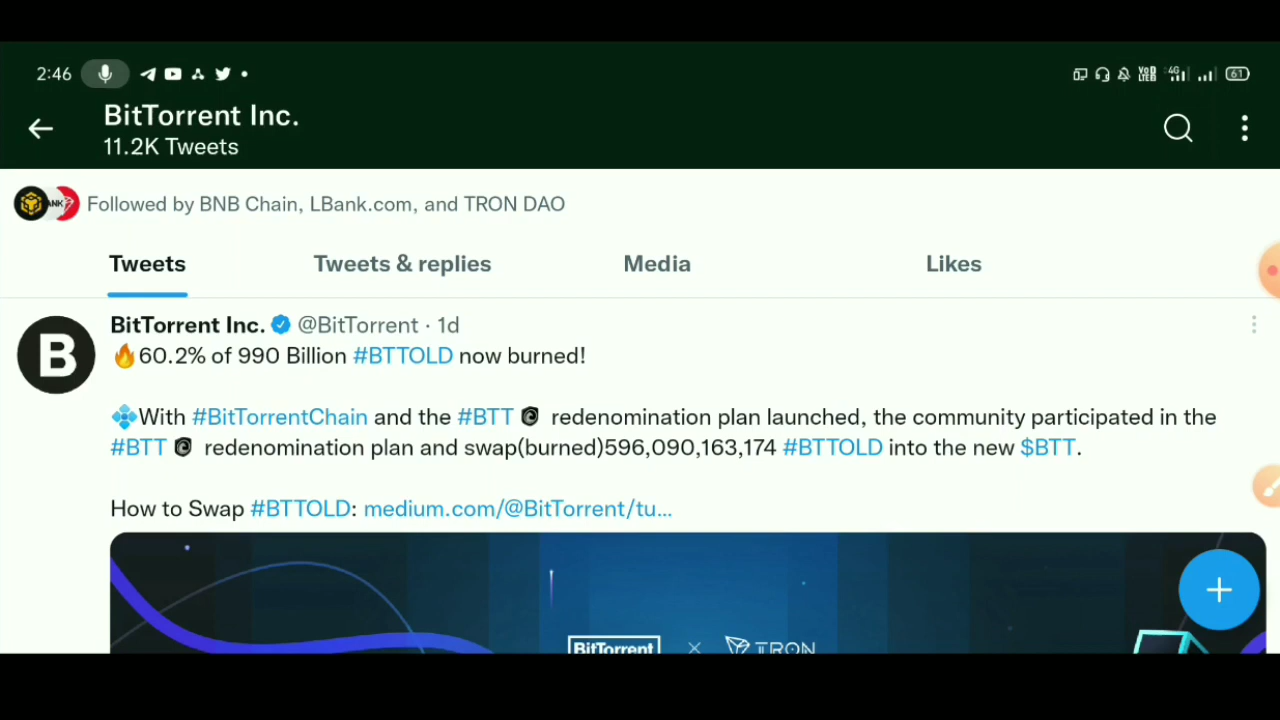 2:46
61
BitTorrent Inc.
11.2K Tweets
Followed by BNB Chain, LBank.com, and TRON DAO
Tweets Tweets & replies Media Likes
BitTorrent Inc. @BitTorrent · 1d
🔥60.2% of 990 Billion #BTTOLD now burned!
💠With #BitTorrentChain and the #BTT redenomination plan launched, the community participated in the
#BTT redenomination plan and swap(burned)596,090,163,174 #BTTOLD into the new $BTT.
How to Swap #BTTOLD: medium.com/@BitTorrent/tu...
BitTorrent × TRON